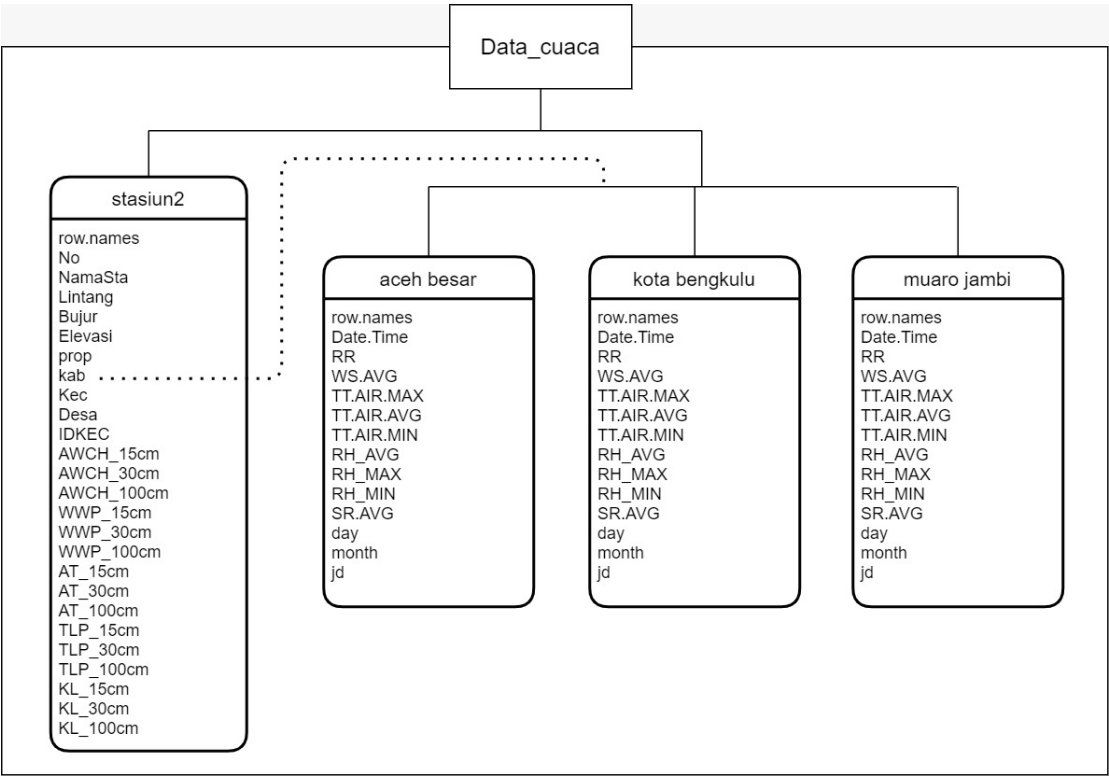 Data_cuaca
stasiun2
row.names
No
NamaSta
Lintang
Bujur
Elevasi
prop
kab
Kec
Desa
IDKEC
AWCH_15cm
AWCH_30cm
AWCH_100cm
WWP_15cm
WWP_30cm
WWP_100cm
AT_15cm
AT_30cm
AT_100cm
TLP_15cm
TLP_30cm
TLP_100cm
KL_15cm
KL_30cm
KL_100cm
aceh besar
row.names
Date.Time
RR
WS.AVG
TT.AIR.MAX
TT.AIR.AVG
TT.AIR.MIN
RH_AVG
RH_MAX
RH_MIN
SR.AVG
day
month
jd
kota bengkulu
row.names
Date.Time
RR
WS.AVG
TT.AIR.MAX
TT.AIR.AVG
TT.AIR.MIN
RH_AVG
RH_MAX
RH_MIN
SR.AVG
day
month
jd
muaro jambi
row.names
Date.Time
RR
WS.AVG
TT.AIR.MAX
TT.AIR.AVG
TT.AIR.MIN
RH_AVG
RH_MAX
RH_MIN
SR.AVG
day
month
jd